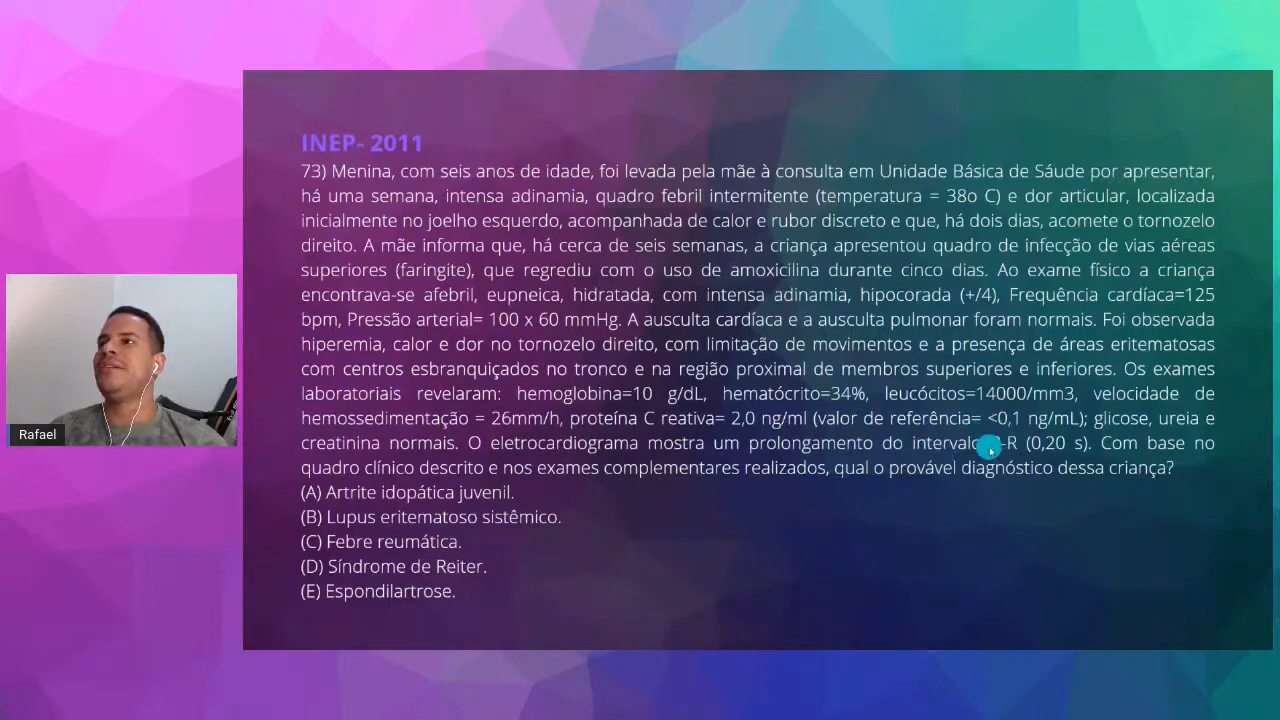 INEP- 2011
73) Menina, com seis anos de idade, foi levada pela mãe à consulta em Unidade Básica de Sáude por apresentar,
há uma semana, intensa adinamia, quadro febril intermitente (temperatura = 38o C) e dor articular, localizada
inicialmente no joelho esquerdo, acompanhada de calor e rubor discreto e que, há dois dias, acomete o tornozelo
direito. A mãe informa que, há cerca de seis semanas, a criança apresentou quadro de infecção de vias aéreas
superiores (faringite), que regrediu com o uso de amoxicilina durante cinco dias. Ao exame físico a criança
encontrava-se afebril, eupneica, hidratada, com intensa adinamia, hipocorada (+/4), Frequência cardíaca=125
bpm, Pressão arterial= 100 x 60 mmHg. A ausculta cardíaca e a ausculta pulmonar foram normais. Foi observada
hiperemia, calor e dor no tornozelo direito, com limitação de movimentos e a presença de áreas eritematosas
com centros esbranquiçados no tronco e na região proximal de membros superiores e inferiores. Os exames
laboratoriais revelaram: hemoglobina=10 g/dL, hematócrito=34%, leucócitos=14000/mm3, velocidade de
hemossedimentação = 26mm/h, proteína C reativa= 2,0 ng/ml (valor de referência= <0,1 ng/mL); glicose, ureia e
creatinina normais. O eletrocardiograma mostra um prolongamento do intervalo -R (0,20 s). Com base no
quadro clínico descrito e nos exames complementares realizados, qual o provável diagnóstico dessa criança?
(A) Artrite idopática juvenil.
(B) Lupus eritematoso sistêmico.
(C) Febre reumática.
(D) Síndrome de Reiter.
(E) Espondilartrose.
Rafael